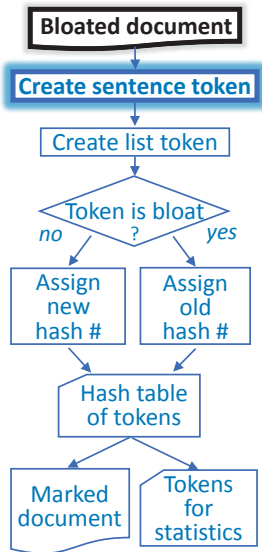 Bloated document
Create sentence token
Create list token
Token is bloat
no ? yes
Assign
new
hash #
Assign
old
hash #
Hash table
of tokens
Marked
document
Tokens
for
statistics